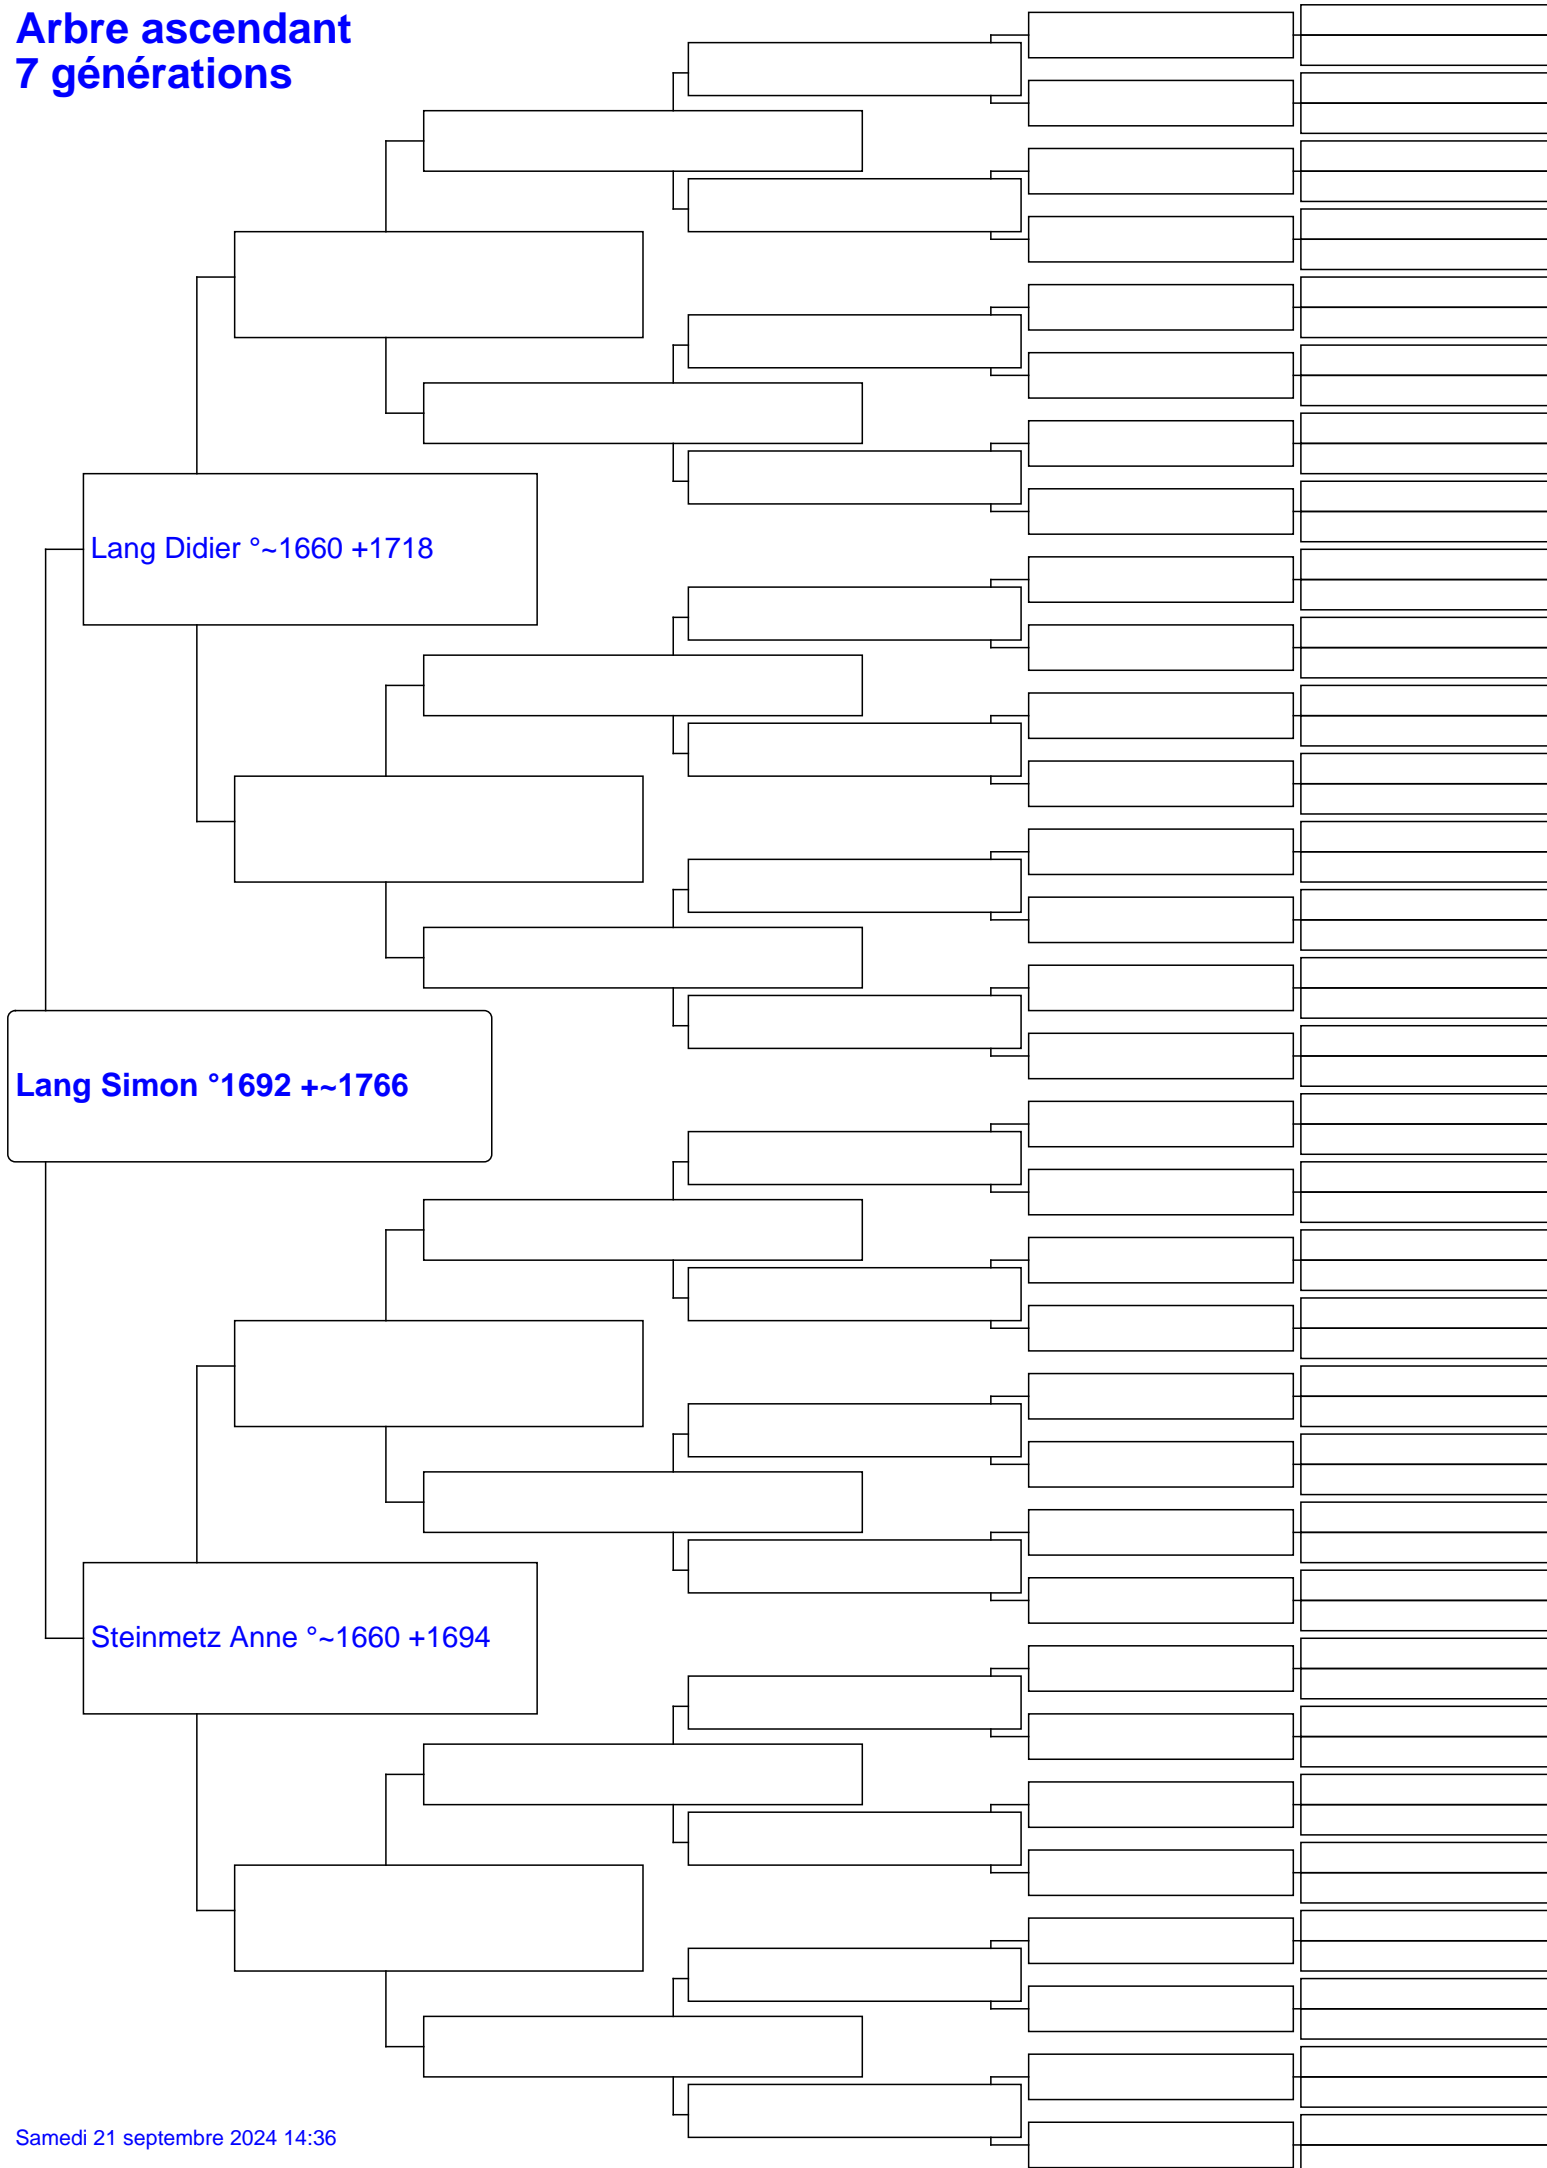 Arbre ascendant
7 générations
Lang Didier °~1660 +1718
Lang Simon °1692 +~1766
Steinmetz Anne °~1660 +1694
Samedi 21 septembre 2024 14:36